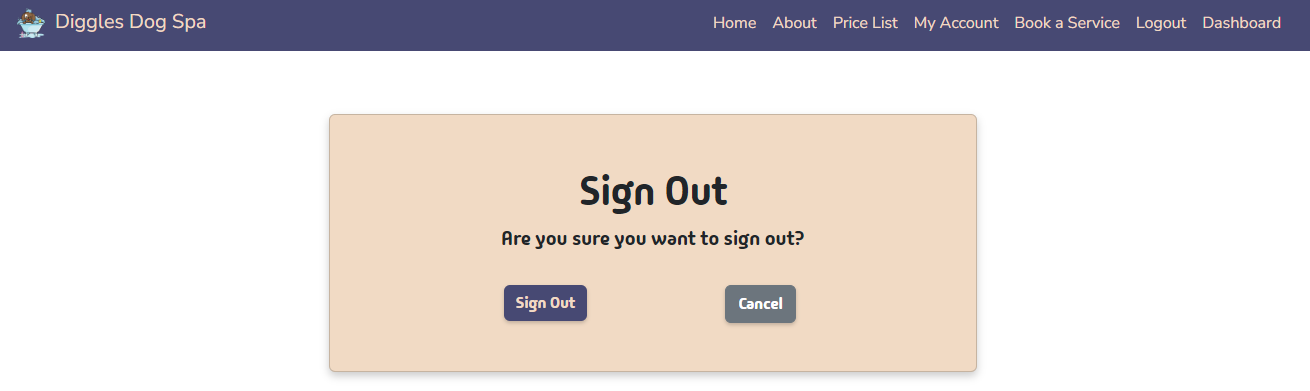 Diggles Dog Spa Home About Price List My Account Book a Service Logout Dashboard
Sign Out
Are you sure you want to sign out?
Sign Out Cancel